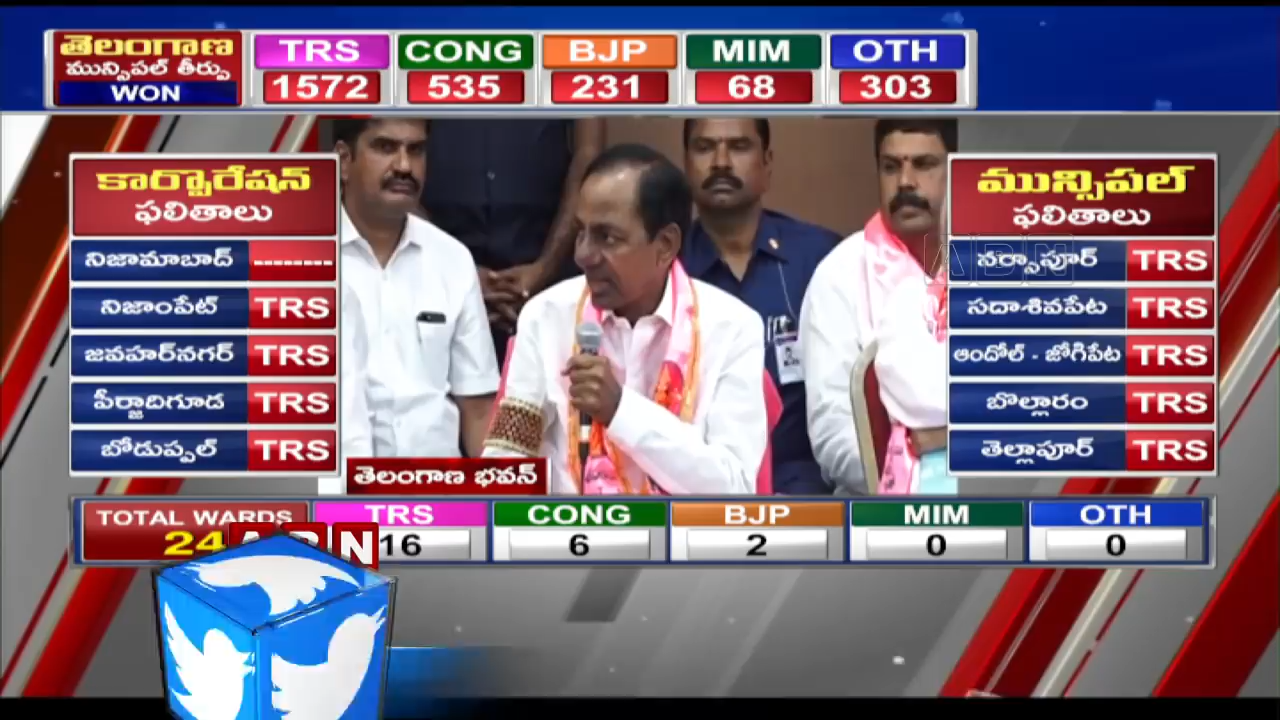 తెలంగాణ
మున్సిపల్ తీర్పు
WON
TRS CONG BJP MIM OTH
1572 535 231 68 303
కార్పొరేషన్
ఫలితాలు
నిజామాబాద్ --------
నిజాంపేట్ TRS
జవహర్‌నగర్ TRS
పీర్జాదిగూడ TRS
బోడుప్పల్ TRS
మున్సిపల్
ఫలితాలు
ABN
నర్సాపూర్ TRS
సదాశివపేట TRS
ఆందోల్ - జోగిపేట TRS
బొల్లారం TRS
తెల్లాపూర్ TRS
తెలంగాణ భవన్
TOTAL WARDS TRS CONG BJP MIM OTH
24 16 6 2 0 0
ABN